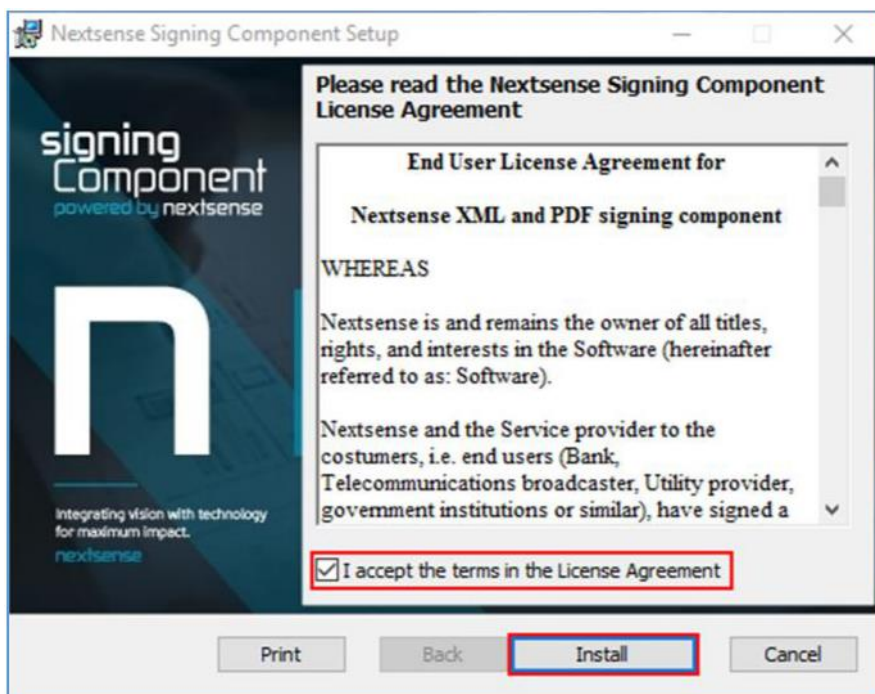 Nextsense Signing Component Setup
signing
Component
powered by nextsense
n
Integrating vision with technology
for maximum impact.
nextsense
Please read the Nextsense Signing Component
License Agreement
End User License Agreement for
Nextsense XML and PDF signing component
WHEREAS
Nextsense is and remains the owner of all titles,
rights, and interests in the Software (hereinafter
referred to as: Software).
Nextsense and the Service provider to the
costumers, i.e. end users (Bank,
Telecommunications broadcaster, Utility provider,
government institutions or similar), have signed a
I accept the terms in the License Agreement
Print
Back
Install
Cancel